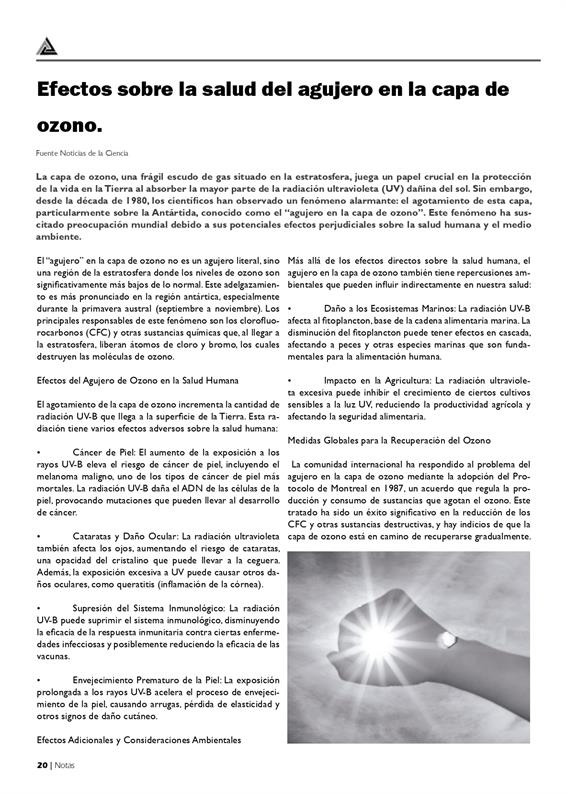 Efectos sobre la salud del agujero en la capa de
ozono.
Fuente Noticias de la Ciencia
La capa de ozono, una frágil escudo de gas situado en la estratosfera, juega un papel crucial en la protección
de la vida en la Tierra al absorber la mayor parte de la radiación ultravioleta (UV) dañina del sol. Sin embargo,
desde la década de 1980, los científicos han observado un fenómeno alarmante: el agotamiento de esta capa,
particularmente sobre la Antártida, conocido como el “agujero en la capa de ozono”. Este fenómeno ha sus-
citado preocupación mundial debido a sus potenciales efectos perjudiciales sobre la salud humana y el medio
ambiente.
El “agujero” en la capa de ozono no es un agujero literal, sino
una región de la estratosfera donde los niveles de ozono son
significativamente más bajos de lo normal. Este adelgazamien-
to es más pronunciado en la región antártica, especialmente
durante la primavera austral (septiembre a noviembre). Los
principales responsables de este fenómeno son los clorofluo-
rocarbonos (CFC) y otras sustancias químicas que, al llegar a
la estratosfera, liberan átomos de cloro y bromo, los cuales
destruyen las moléculas de ozono.
Efectos del Agujero de Ozono en la Salud Humana
El agotamiento de la capa de ozono incrementa la cantidad de
radiación UV-B que llega a la superficie de la Tierra. Esta ra-
diación tiene varios efectos adversos sobre la salud humana:
• Cáncer de Piel: El aumento de la exposición a los
rayos UV-B eleva el riesgo de cáncer de piel, incluyendo el
melanoma maligno, uno de los tipos de cáncer de piel más
mortales. La radiación UV-B daña el ADN de las células de la
piel, provocando mutaciones que pueden llevar al desarrollo
de cáncer.
• Cataratas y Daño Ocular: La radiación ultravioleta
también afecta los ojos, aumentando el riesgo de cataratas,
una opacidad del cristalino que puede llevar a la ceguera.
Además, la exposición excesiva a UV puede causar otros da-
ños oculares, como queratitis (inflamación de la córnea).
• Supresión del Sistema Inmunológico: La radiación
UV-B puede suprimir el sistema inmunológico, disminuyendo
la eficacia de la respuesta inmunitaria contra ciertas enferme-
dades infecciosas y posiblemente reduciendo la eficacia de las
vacunas.
• Envejecimiento Prematuro de la Piel: La exposición
prolongada a los rayos UV-B acelera el proceso de envejeci-
miento de la piel, causando arrugas, pérdida de elasticidad y
otros signos de daño cutáneo.
Efectos Adicionales y Consideraciones Ambientales
Más allá de los efectos directos sobre la salud humana, el
agujero en la capa de ozono también tiene repercusiones am-
bientales que pueden influir indirectamente en nuestra salud:
• Daño a los Ecosistemas Marinos: La radiación UV-B
afecta al fitoplancton, base de la cadena alimentaria marina. La
disminución del fitoplancton puede tener efectos en cascada,
afectando a peces y otras especies marinas que son funda-
mentales para la alimentación humana.
• Impacto en la Agricultura: La radiación ultraviole-
ta excesiva puede inhibir el crecimiento de ciertos cultivos
sensibles a la luz UV, reduciendo la productividad agrícola y
afectando la seguridad alimentaria.
Medidas Globales para la Recuperación del Ozono
La comunidad internacional ha respondido al problema del
agujero en la capa de ozono mediante la adopción del Pro-
tocolo de Montreal en 1987, un acuerdo que regula la pro-
ducción y consumo de sustancias que agotan el ozono. Este
tratado ha sido un éxito significativo en la reducción de los
CFC y otras sustancias destructivas, y hay indicios de que la
capa de ozono está en camino de recuperarse gradualmente.
20 | Notas